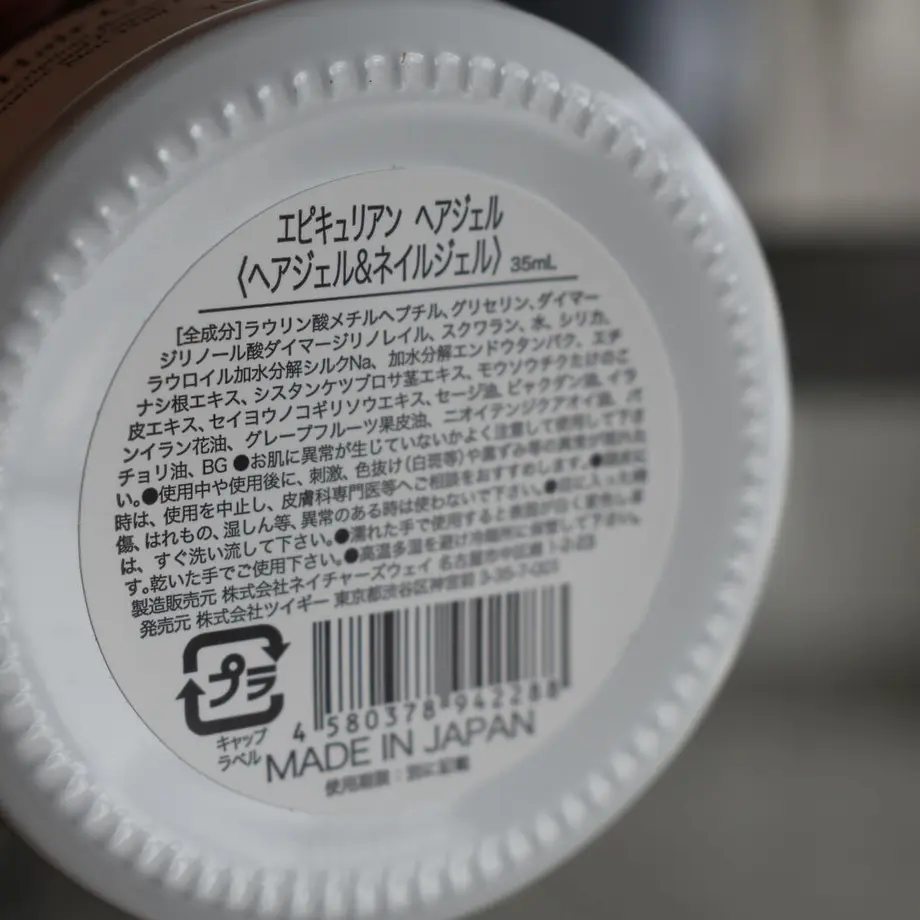 エピキュリアン ヘアジェル
〈ヘアジェル&ネイルジェル〉 35mL
[全成分]ラウリン酸メチルヘプチル、グリセリン、ダイマー
ジリノール酸ダイマージリノレイル、スクワラン、水、シリカ、
ラウロイル加水分解シルクNa、加水分解エンドウタンパク、エチ
ナシ根エキス、シスタンケツブロサ茎エキス、モウソウチクたけのこ
皮エキス、セイヨウノコギリソウエキス、セージ油、ビャクダン油、イラ
ンイラン花油、グレープフルーツ果皮油、ニオイテンジクアオイ油、パ
チョリ油、BG ●お肌に異常が生じていないかよく注意して使用して下さ
い。●使用中や使用後に、刺激、色抜け(白斑等)や黒ずみ等の異常が現れた
時は、使用を中止し、皮膚科専門医等へご相談をおすすめします。
傷、はれもの、湿しん等、異常のある時は使わないで下さい。●目に入った時
は、すぐ洗い流して下さい。●濡れた手で使用すると表面が白く変色しま
す。乾いた手でご使用下さい。●高温多湿を避け冷暗所に保管して下さい。
製造販売元 株式会社ネイチャーズウェイ 名古屋市中区
発売元 株式会社ツイギー 東京都渋谷区神宮前 3-35-7-003
プラ
キャップ
ラベル
4 580378 942288
MADE IN JAPAN
使用期限:別に記載